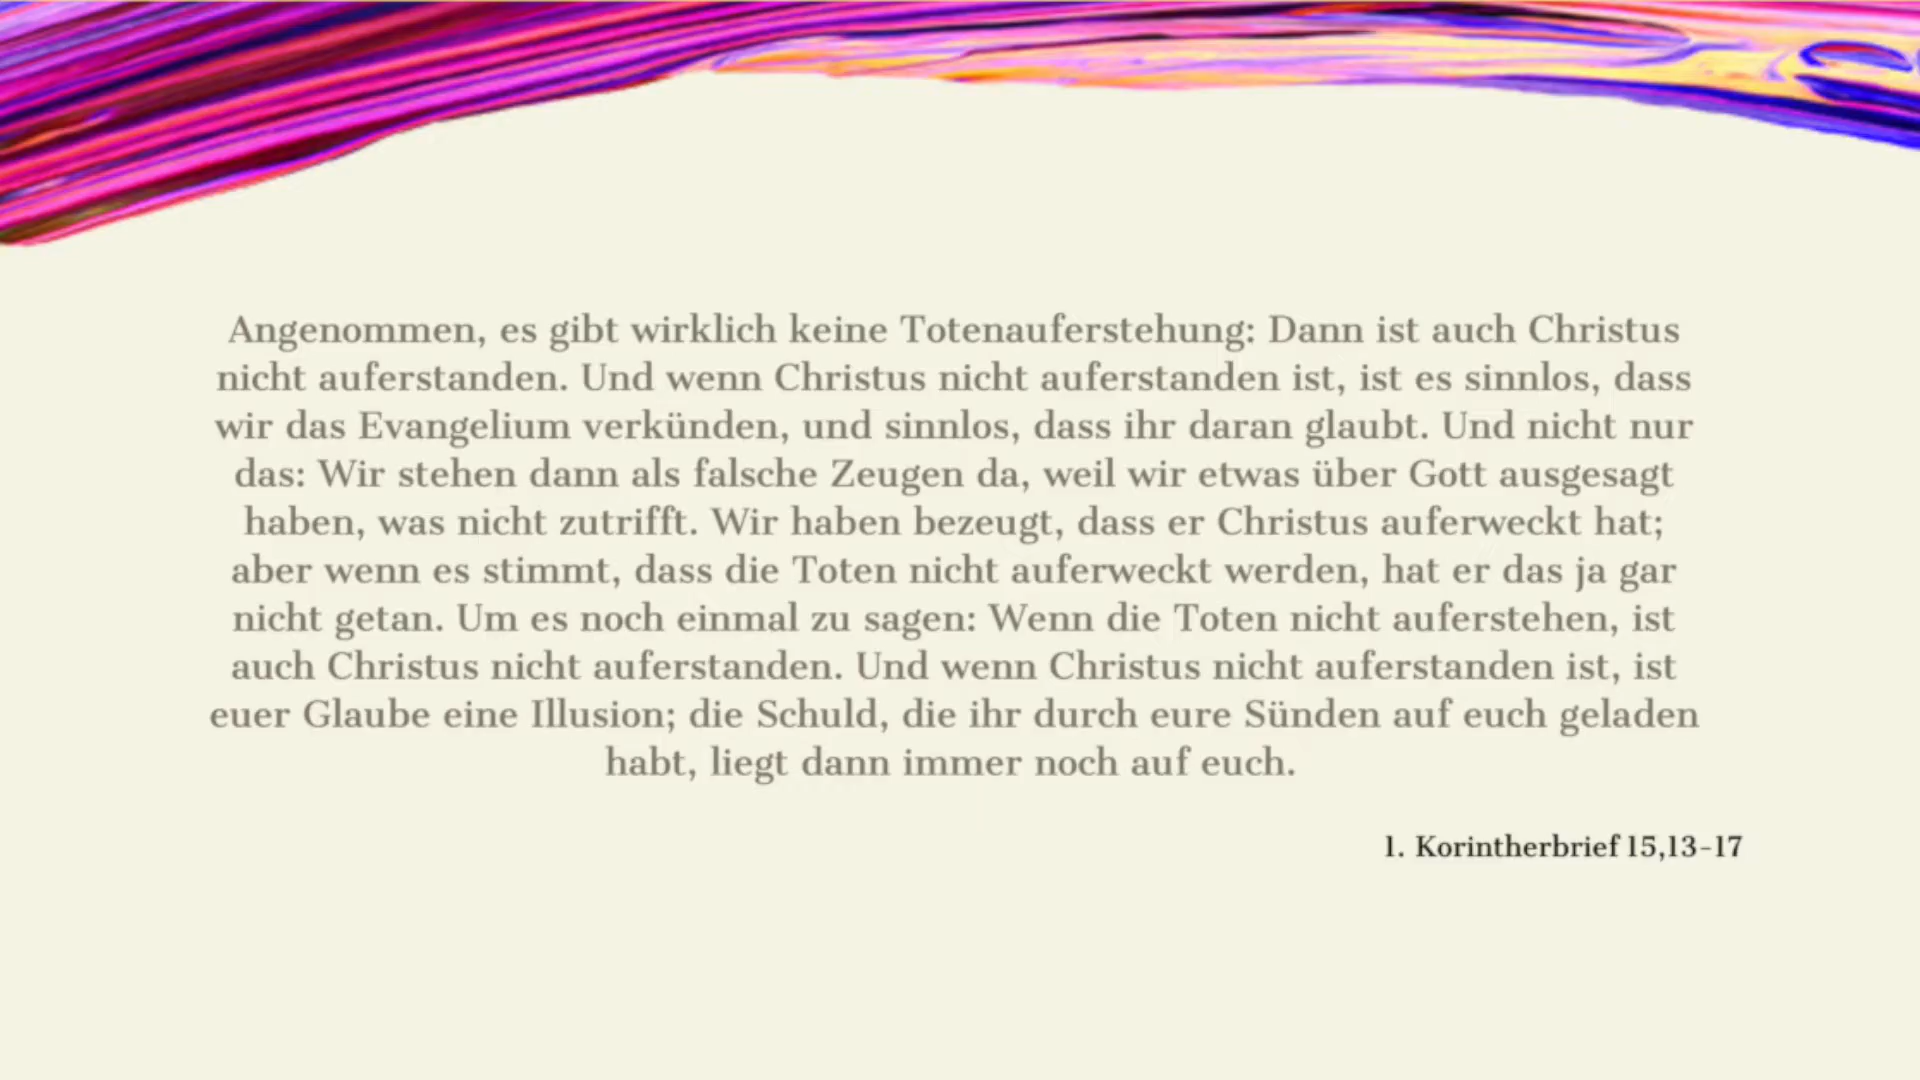 Angenommen, es gibt wirklich keine Totenauferstehung: Dann ist auch Christus
nicht auferstanden. Und wenn Christus nicht auferstanden ist, ist es sinnlos, dass
wir das Evangelium verkünden, und sinnlos, dass ihr daran glaubt. Und nicht nur
das: Wir stehen dann als falsche Zeugen da, weil wir etwas über Gott ausgesagt
haben, was nicht zutrifft. Wir haben bezeugt, dass er Christus auferweckt hat;
aber wenn es stimmt, dass die Toten nicht auferweckt werden, hat er das ja gar
nicht getan. Um es noch einmal zu sagen: Wenn die Toten nicht auferstehen, ist
auch Christus nicht auferstanden. Und wenn Christus nicht auferstanden ist, ist
euer Glaube eine Illusion; die Schuld, die ihr durch eure Sünden auf euch geladen
habt, liegt dann immer noch auf euch.
1. Korintherbrief 15,13-17